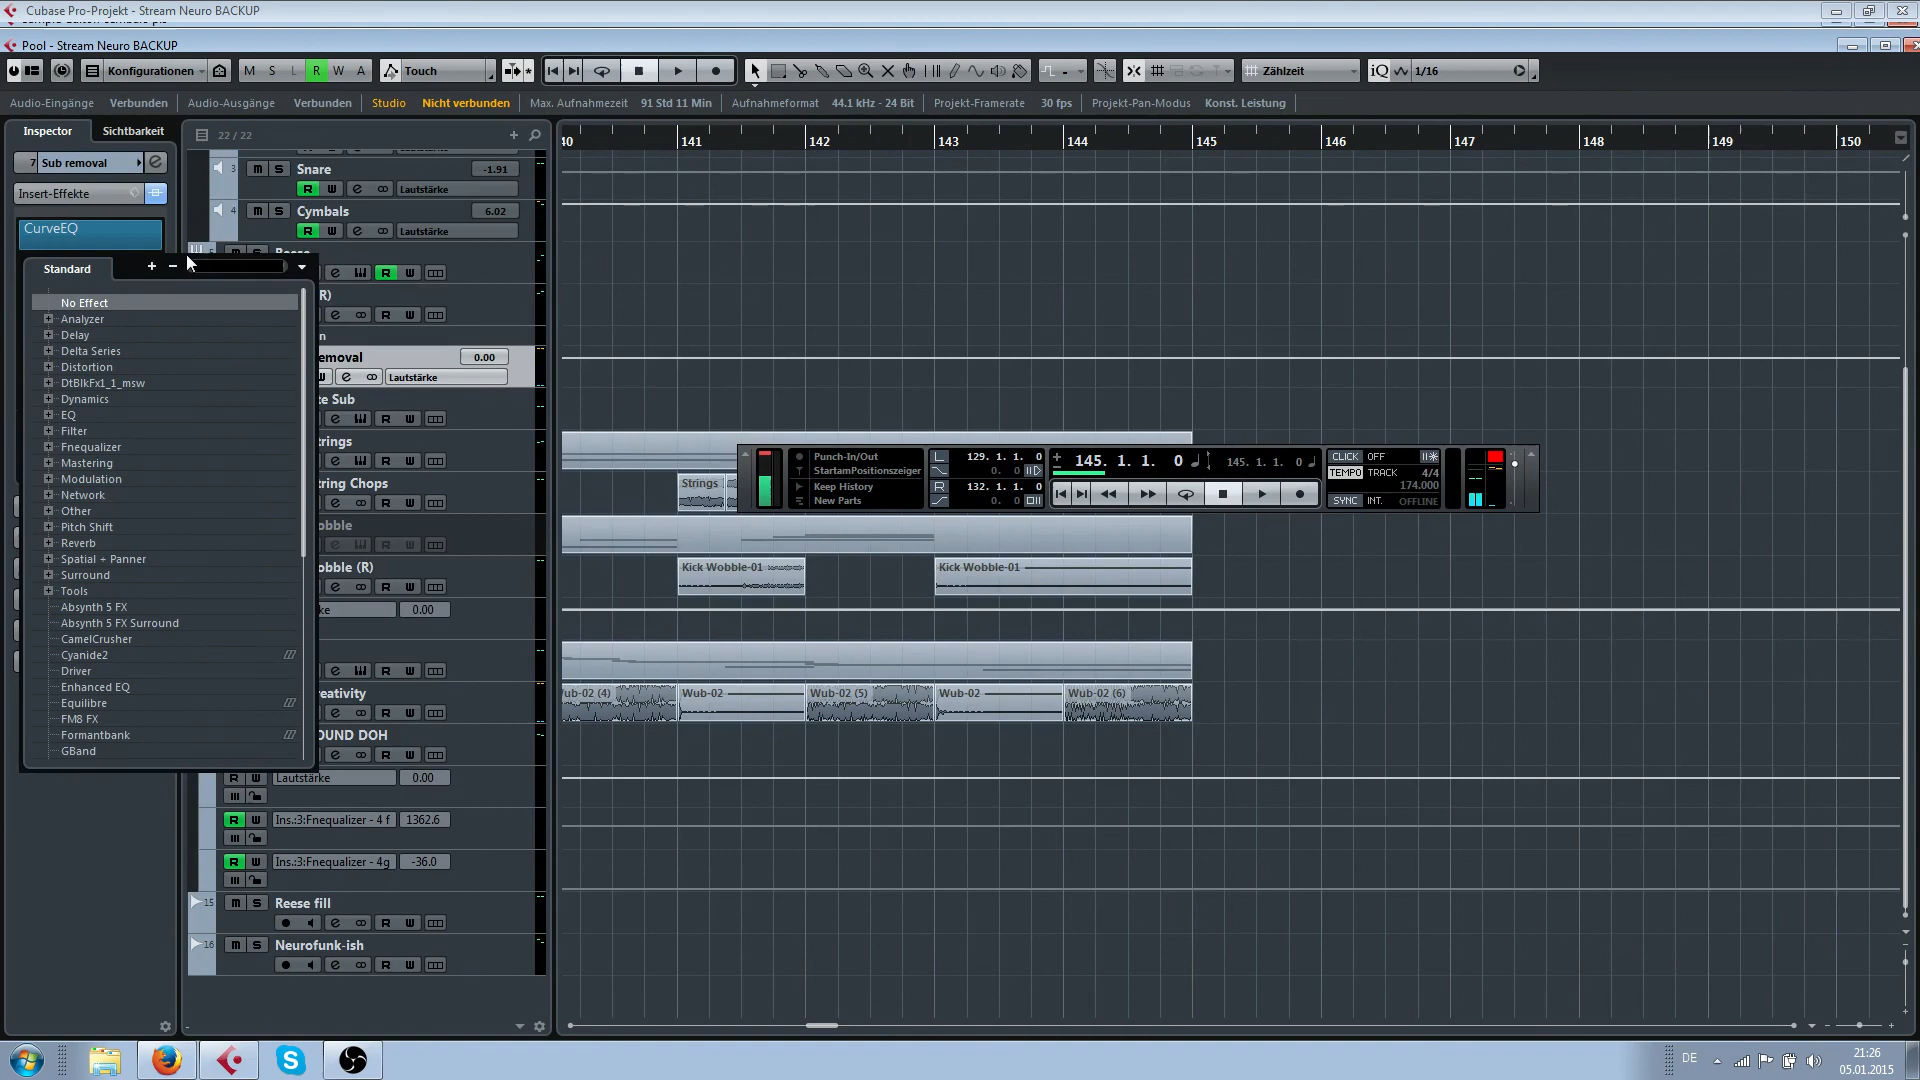 Cubase Pro-Projekt - Stream Neuro BACKUP
Pool - Stream Neuro BACKUP
Konfigurationen
M S L R W A
Touch
Zählzeit
iQ
1/16
Audio-Eingänge Verbunden
Audio-Ausgänge Verbunden
Studio Nicht verbunden
Max. Aufnahmezeit 91 Std 11 Min
Aufnahmeformat 44.1 kHz - 24 Bit
Projekt-Framerate 30 fps
Projekt-Pan-Modus Konst. Leistung
Inspector
Sichtbarkeit
22 / 22
40 141 142 143 144 145 146 147 148 149 150
7 Sub removal
Insert-Effekte
CurveEQ
Standard
No Effect
Analyzer
Delay
Delta Series
Distortion
DtBlkFx1_1_msw
Dynamics
EQ
Filter
Fnequalizer
Mastering
Modulation
Network
Other
Pitch Shift
Reverb
Spatial + Panner
Surround
Tools
Absynth 5 FX
Absynth 5 FX Surround
CamelCrusher
Cyanide2
Driver
Enhanced EQ
Equilibre
FM8 FX
Formantbank
GBand
3 m S Snare -1.91
R W e Lautstärke
4 m S Cymbals 6.02
R W e Lautstärke
e R W
R)
e R W
n
emoval 0.00
W e Lautstärke
te Sub
e R W
trings
e R W
tring Chops
e R W
obble
e R W
obble (R)
e R W
ke 0.00
e R W
reativity
e R W
OUND DOH
e R W
R W Lautstärke 0.00
R W Ins.:3:Fnequalizer - 4 f 1362.6
R W Ins.:3:Fnequalizer - 4g -36.0
15 m S Reese fill
e R W
16 m S Neurofunk-ish
e R W
Strings
Kick Wobble-01
Kick Wobble-01
Wub-02 (4)
Wub-02
Wub-02 (5)
Wub-02
Wub-02 (6)
Punch-In/Out
StartamPositionszeiger
Keep History
New Parts
L 129. 1. 1. 0
0. 0
R 132. 1. 1. 0
0. 0
145. 1. 1. 0
145. 1. 1. 0
CLICK OFF
TEMPO TRACK 4/4
174.000
SYNC INT. OFFLINE
DE
21:26
05.01.2015